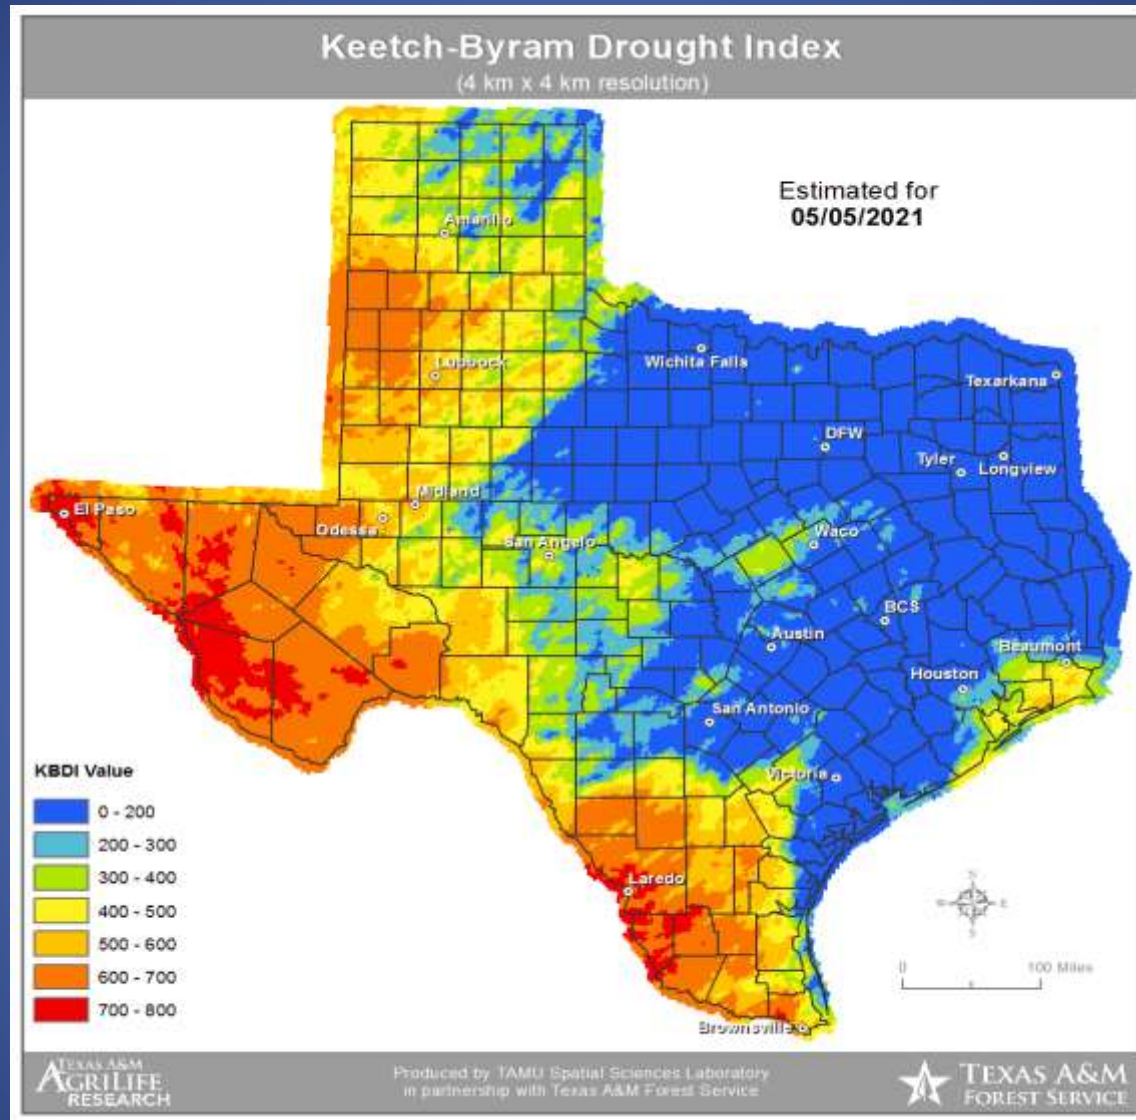 Keetch-Byram Drought Index
(4 km x 4 km resolution)
Estimated for
05/05/2021
Amarillo
Lubbock
Wichita Falls
Texarkana
DFW
Tyler
Longview
Midland
El Paso
Odessa
San Angelo
Waco
BCS
Austin
Beaumont
Houston
San Antonio
Victoria
Laredo
Brownsville
KBDI Value
0 - 200
200 - 300
300 - 400
400 - 500
500 - 600
600 - 700
700 - 800
N
W
E
S
0
100 Miles
TEXAS A&M
AGRILIFE
RESEARCH
Produced by TAMU Spatial Sciences Laboratory
in partnership with Texas A&M Forest Service
TEXAS A&M
FOREST SERVICE